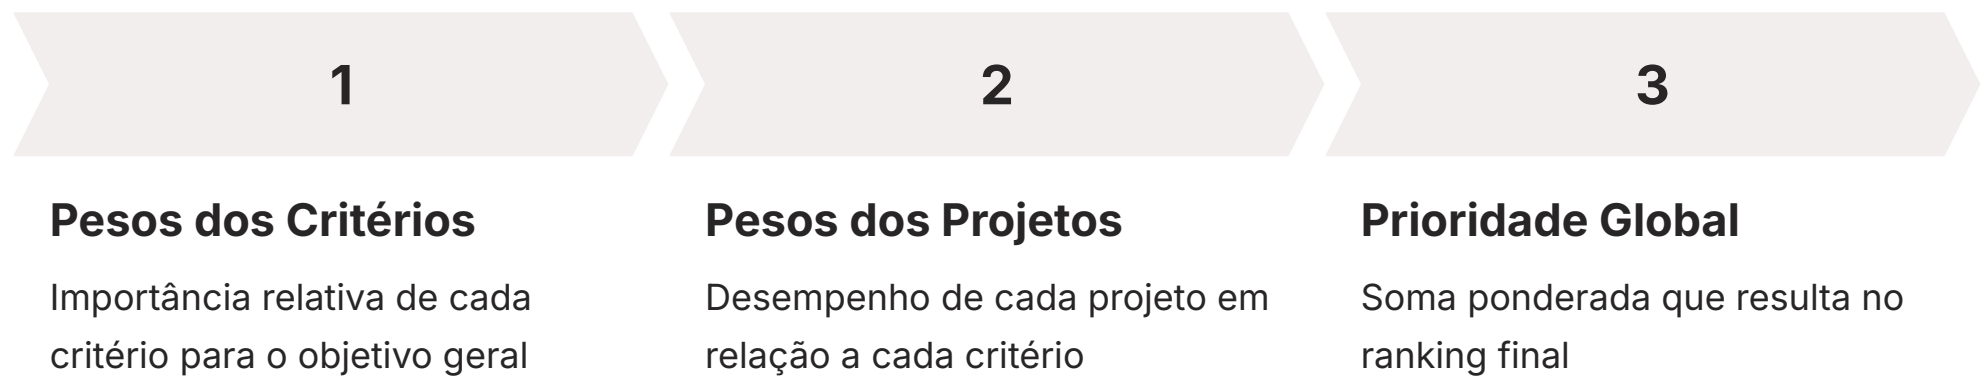 1
Pesos dos Critérios
Importância relativa de cada
critério para o objetivo geral
2
Pesos dos Projetos
Desempenho de cada projeto em
relação a cada critério
3
Prioridade Global
Soma ponderada que resulta no
ranking final